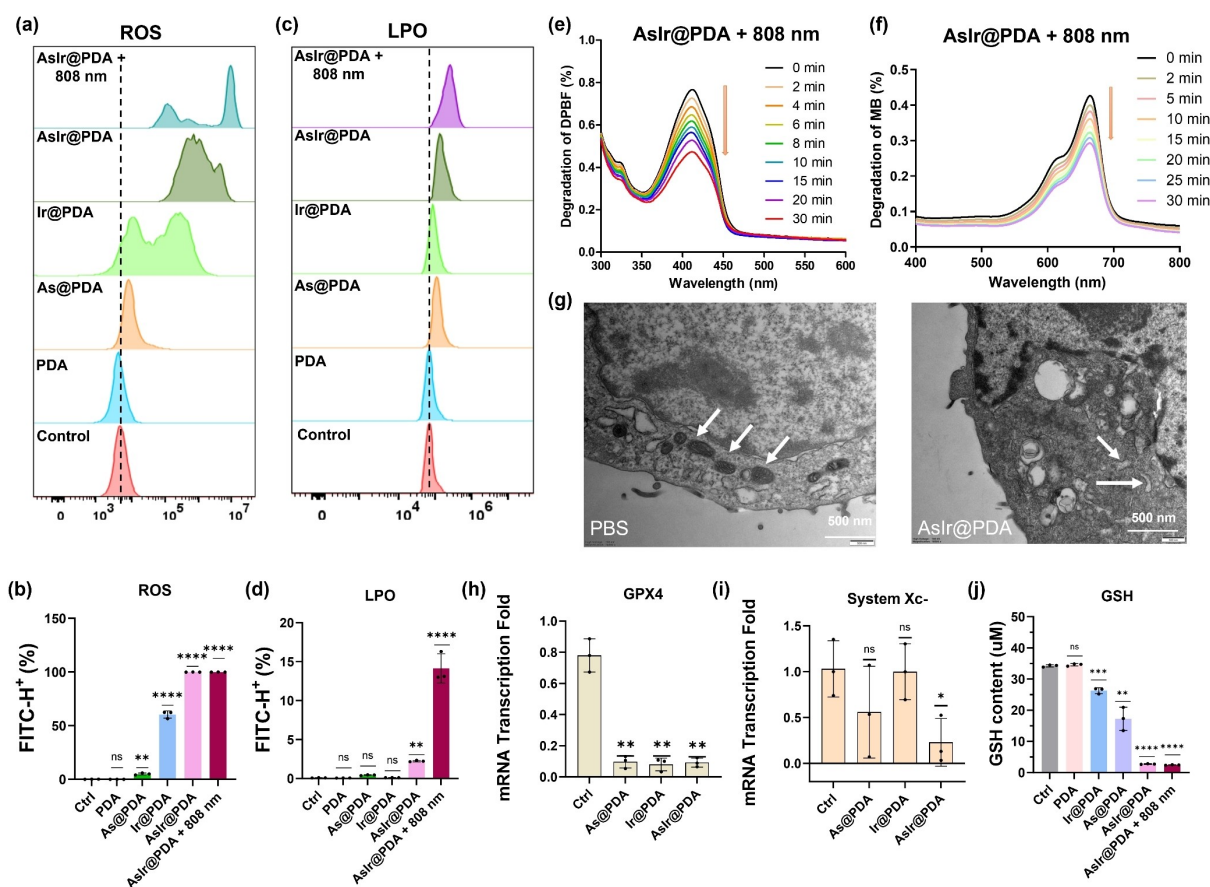 (a)
ROS
AsIr@PDA +
808 nm
AsIr@PDA
Ir@PDA
As@PDA
PDA
Control
0 10^3 10^5 10^7
(c)
LPO
AsIr@PDA +
808 nm
AsIr@PDA
Ir@PDA
As@PDA
PDA
Control
0 10^4 10^6
(e)
AsIr@PDA + 808 nm
Degradation of DPBF (%)
1.0
0.8
0.6
0.4
0.2
0.0
300 350 400 450 500 550 600
Wavelength (nm)
0 min
2 min
4 min
6 min
8 min
10 min
15 min
20 min
30 min
(f)
AsIr@PDA + 808 nm
Degradation of MB (%)
0.5
0.4
0.3
0.2
0.1
0.0
400 500 600 700 800
Wavelength (nm)
0 min
2 min
5 min
10 min
15 min
20 min
25 min
30 min
(g)
PBS
500 nm
AsIr@PDA
500 nm
(b)
ROS
FITC-H+ (%)
150
100
50
0
ns
**
****
****
****
Ctrl
PDA
As@PDA
Ir@PDA
AsIr@PDA
AsIr@PDA + 808 nm
(d)
LPO
FITC-H+ (%)
20
15
10
5
0
ns
ns
ns
**
****
Ctrl
PDA
As@PDA
Ir@PDA
AsIr@PDA
AsIr@PDA + 808 nm
(h)
GPX4
mRNA Transcription Fold
1.0
0.8
0.6
0.4
0.2
0.0
**
**
**
Ctrl
As@PDA
Ir@PDA
AsIr@PDA
(i)
System Xc-
mRNA Transcription Fold
1.5
1.0
0.5
0.0
ns
ns
*
Ctrl
As@PDA
Ir@PDA
AsIr@PDA
(j)
GSH
GSH content (uM)
50
40
30
20
10
0
ns
***
**
****
****
Ctrl
PDA
Ir@PDA
As@PDA
AsIr@PDA
AsIr@PDA + 808 nm